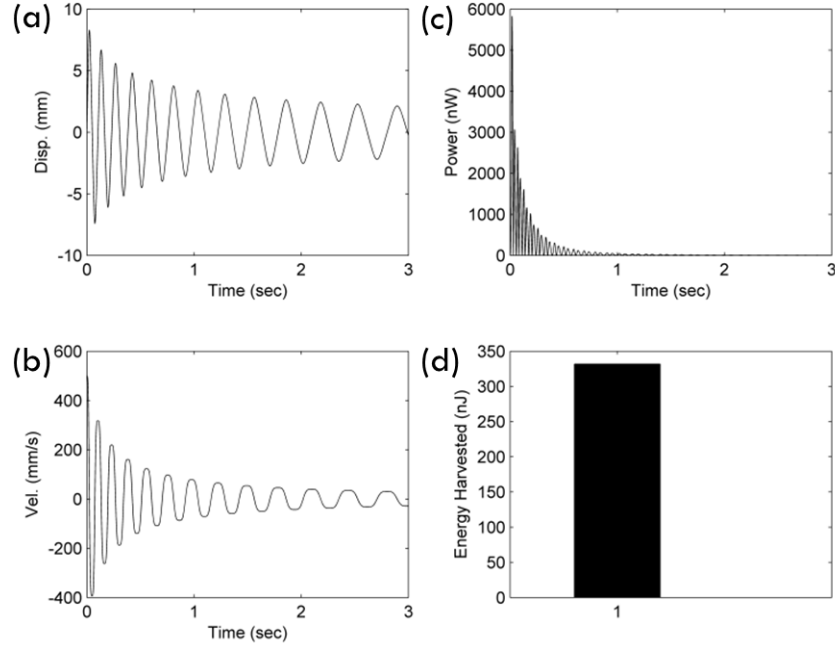 (a)
10
5
0
-5
-10
Disp. (mm)
0 1 2 3
Time (sec)
(c)
6000
5000
4000
3000
2000
1000
0
Power (nW)
0 1 2 3
Time (sec)
(b)
600
400
200
0
-200
-400
Vel. (mm/s)
0 1 2 3
Time (sec)
(d)
350
300
250
200
150
100
50
0
Energy Harvested (nJ)
1